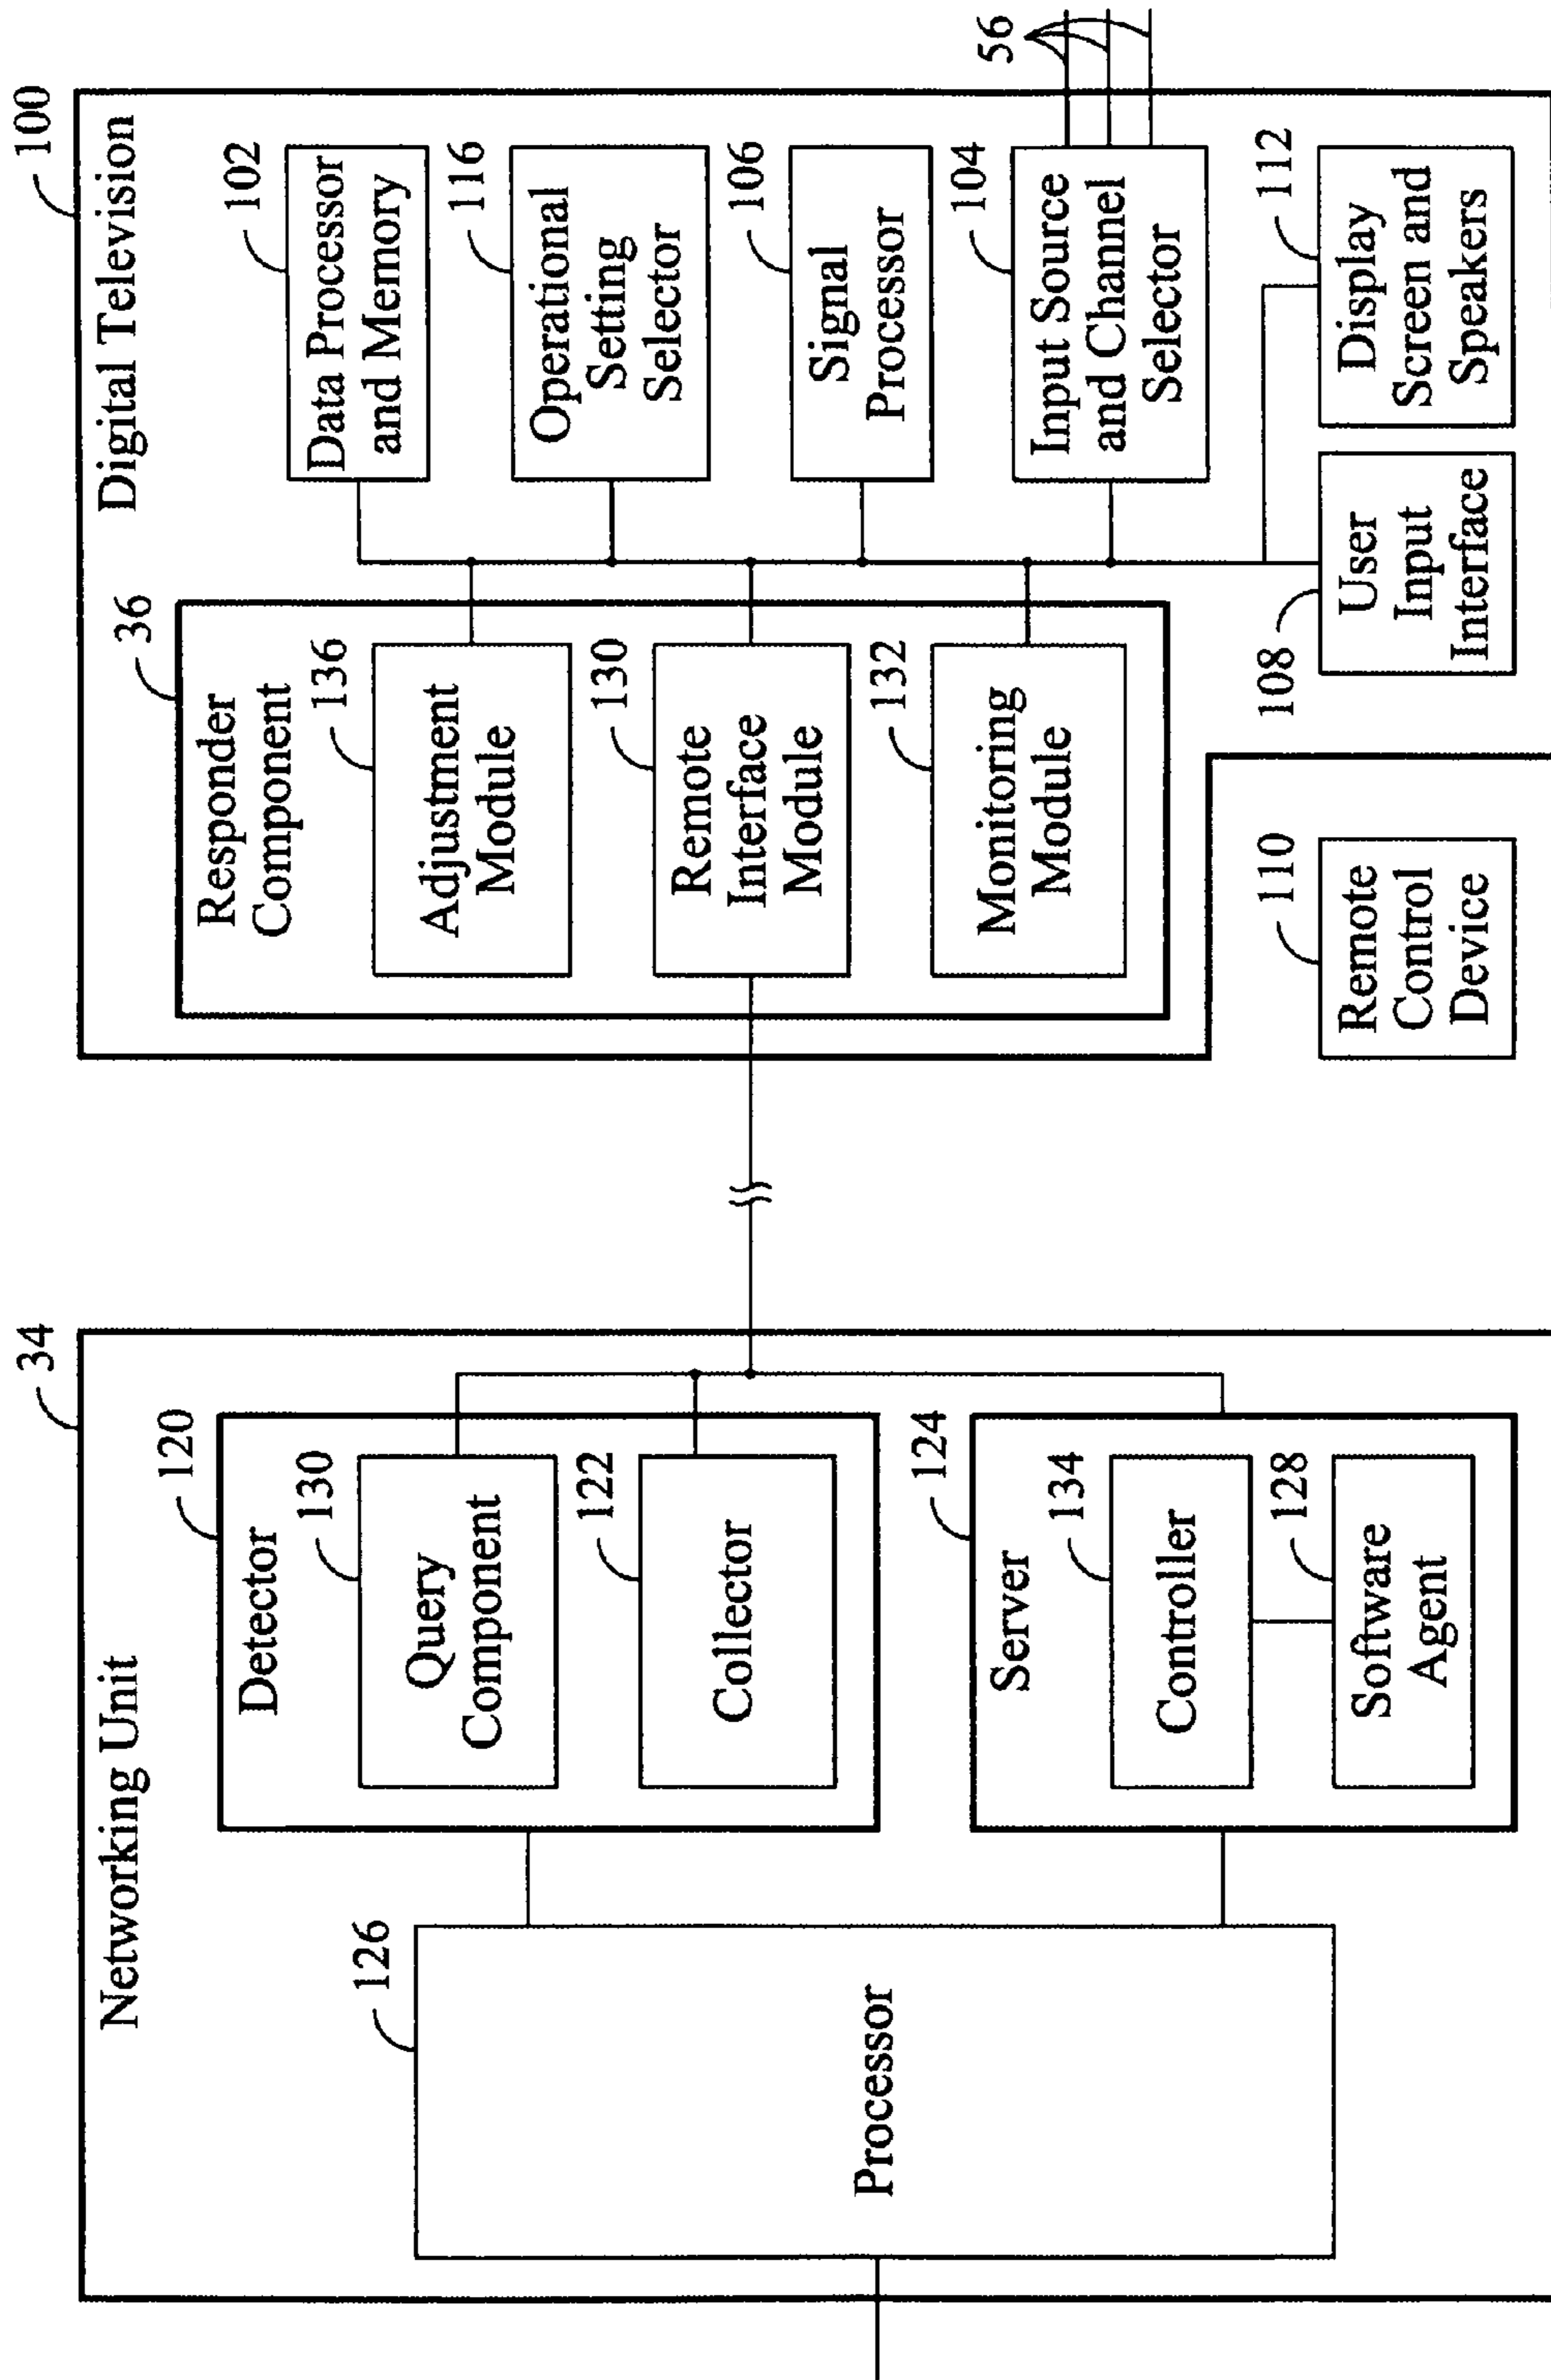 Networking Unit
34
126
Processor
120
Detector
130
Query
Component
122
Collector
124
Server
134
Controller
128
Software
Agent
100
Digital Television
36
Responder
Component
136
Adjustment
Module
130
Remote
Interface
Module
132
Monitoring
Module
110
Remote
Control
Device
102
Data Processor
and Memory
116
Operational
Setting
Selector
106
Signal
Processor
104
Input Source
and Channel
Selector
56
108
User
Input
Interface
112
Display
Screen and
Speakers